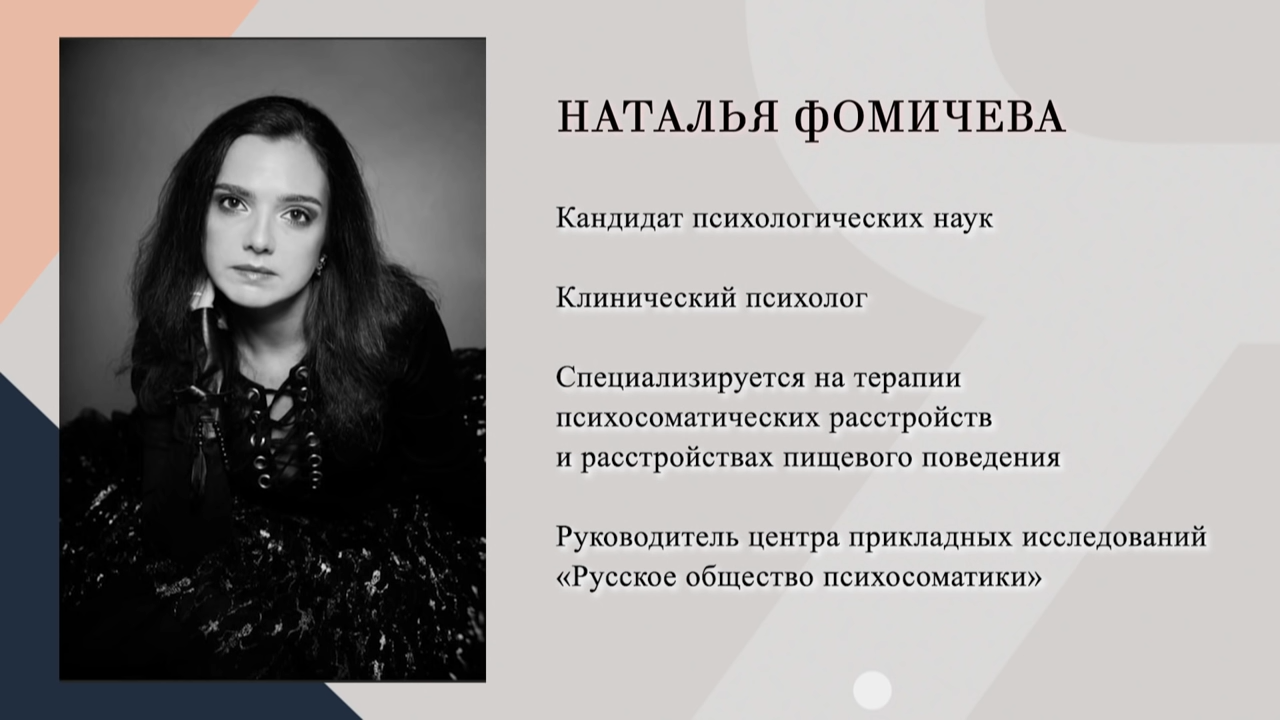 НАТАЛЬЯ ФОМИЧЕВА
Кандидат психологических наук
Клинический психолог
Специализируется на терапии
психосоматических расстройств
и расстройствах пищевого поведения
Руководитель центра прикладных исследований
«Русское общество психосоматики»